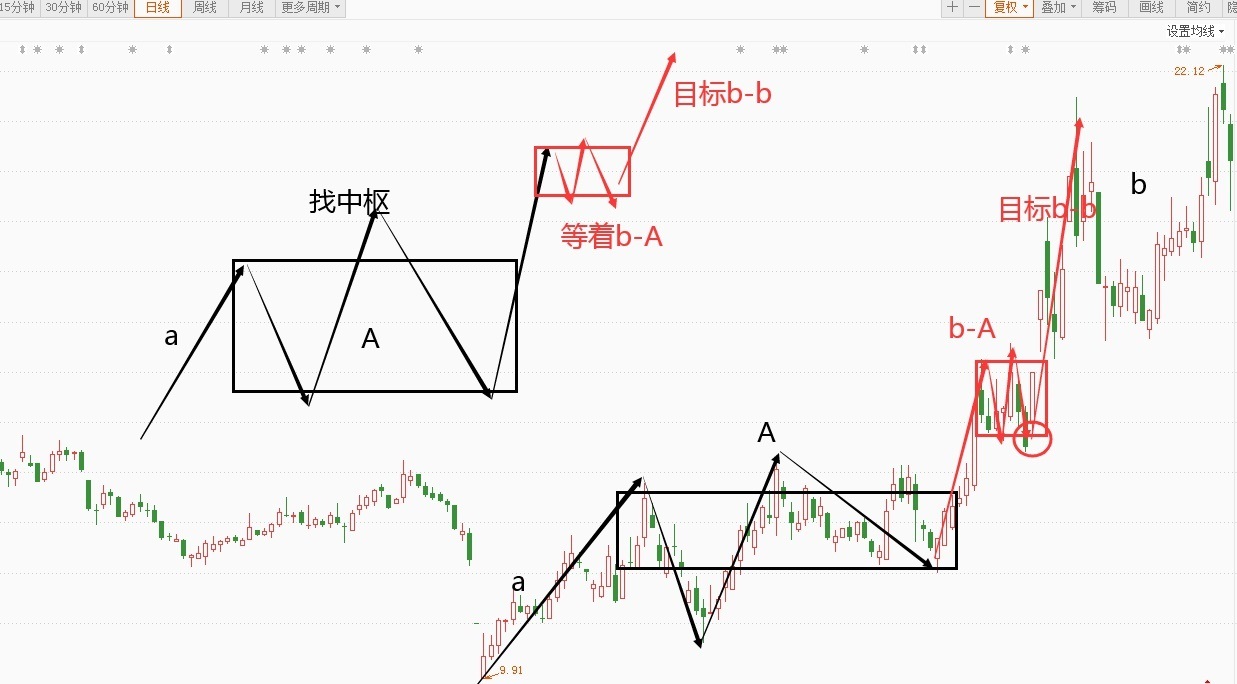 15分钟 30分钟 60分钟 日线 周线 月线 更多周期 复权 叠加 筹码 画线 简约
设置均线
22.12
目标b-b
找中枢
等着b-A
a
A
b
目标b-b
b-A
A
a
9.91